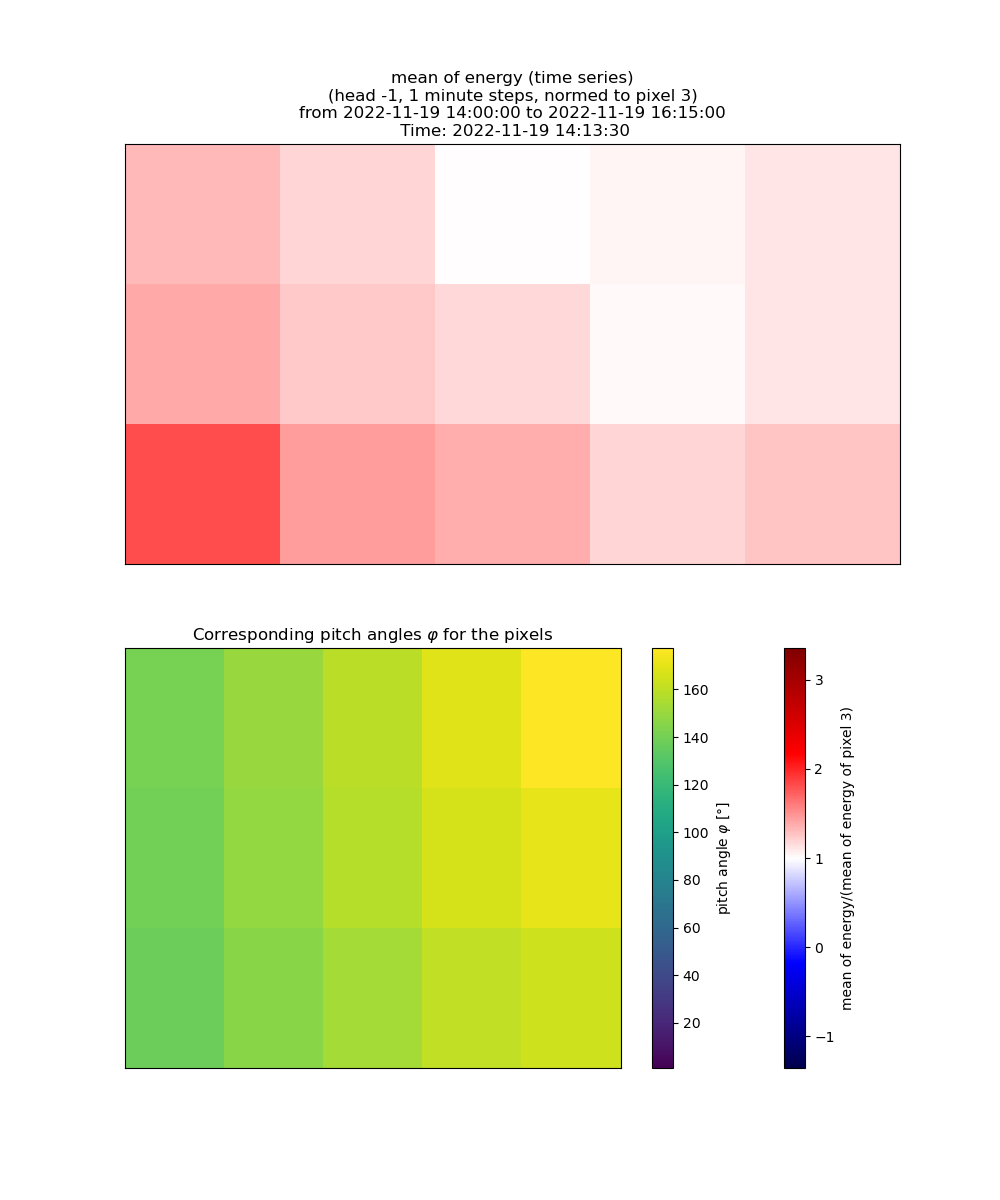 mean of energy (time series)
(head -1, 1 minute steps, normed to pixel 3)
from 2022-11-19 14:00:00 to 2022-11-19 16:15:00
Time: 2022-11-19 14:13:30
Corresponding pitch angles φ for the pixels
160
140
120
100
80
60
40
20
pitch angle φ [°]
3
2
1
0
−1
mean of energy/(mean of energy of pixel 3)